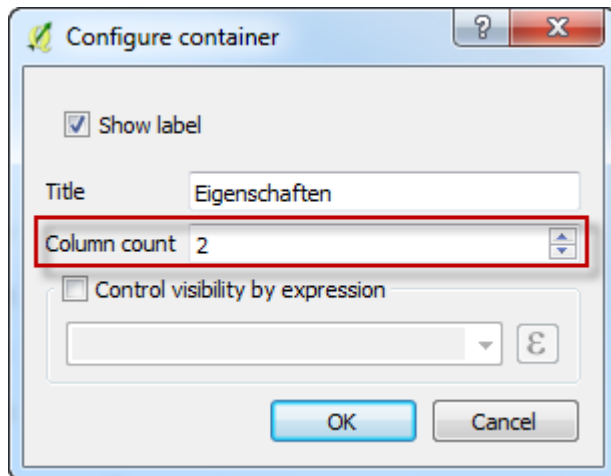 Configure container
Show label
Title Eigenschaften
Column count 2
Control visibility by expression
ε
OK Cancel